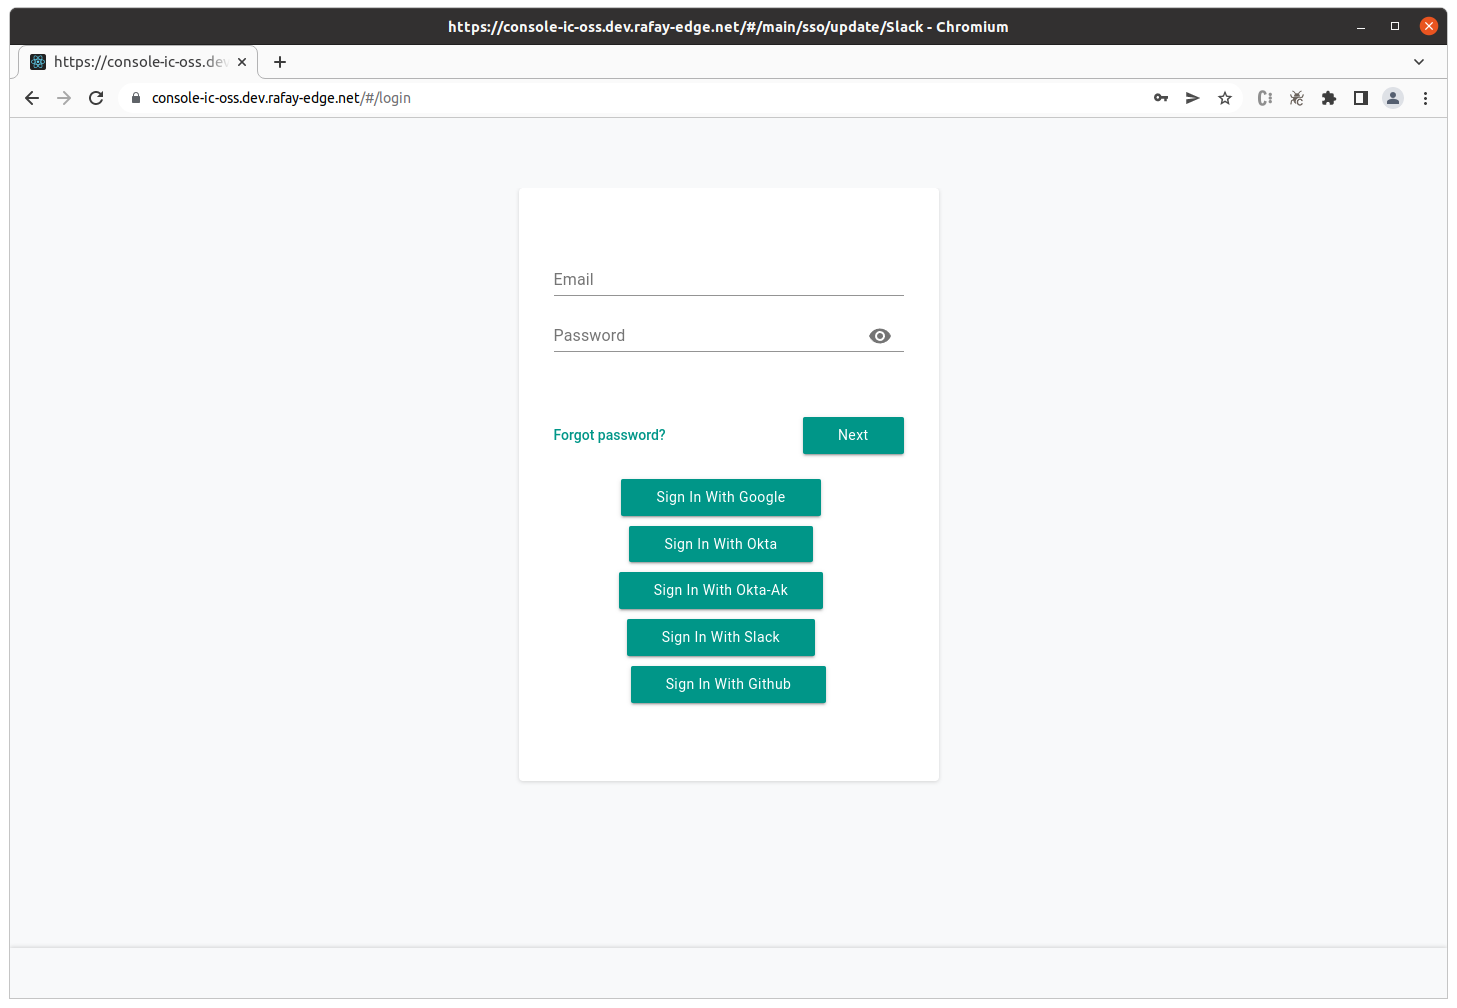 https://console-ic-oss.dev.rafay-edge.net/#/main/sso/update/Slack - Chromium
https://console-ic-oss.dev
console-ic-oss.dev.rafay-edge.net/#/login
Email
Password
Forgot password?
Next
Sign In With Google
Sign In With Okta
Sign In With Okta-Ak
Sign In With Slack
Sign In With Github